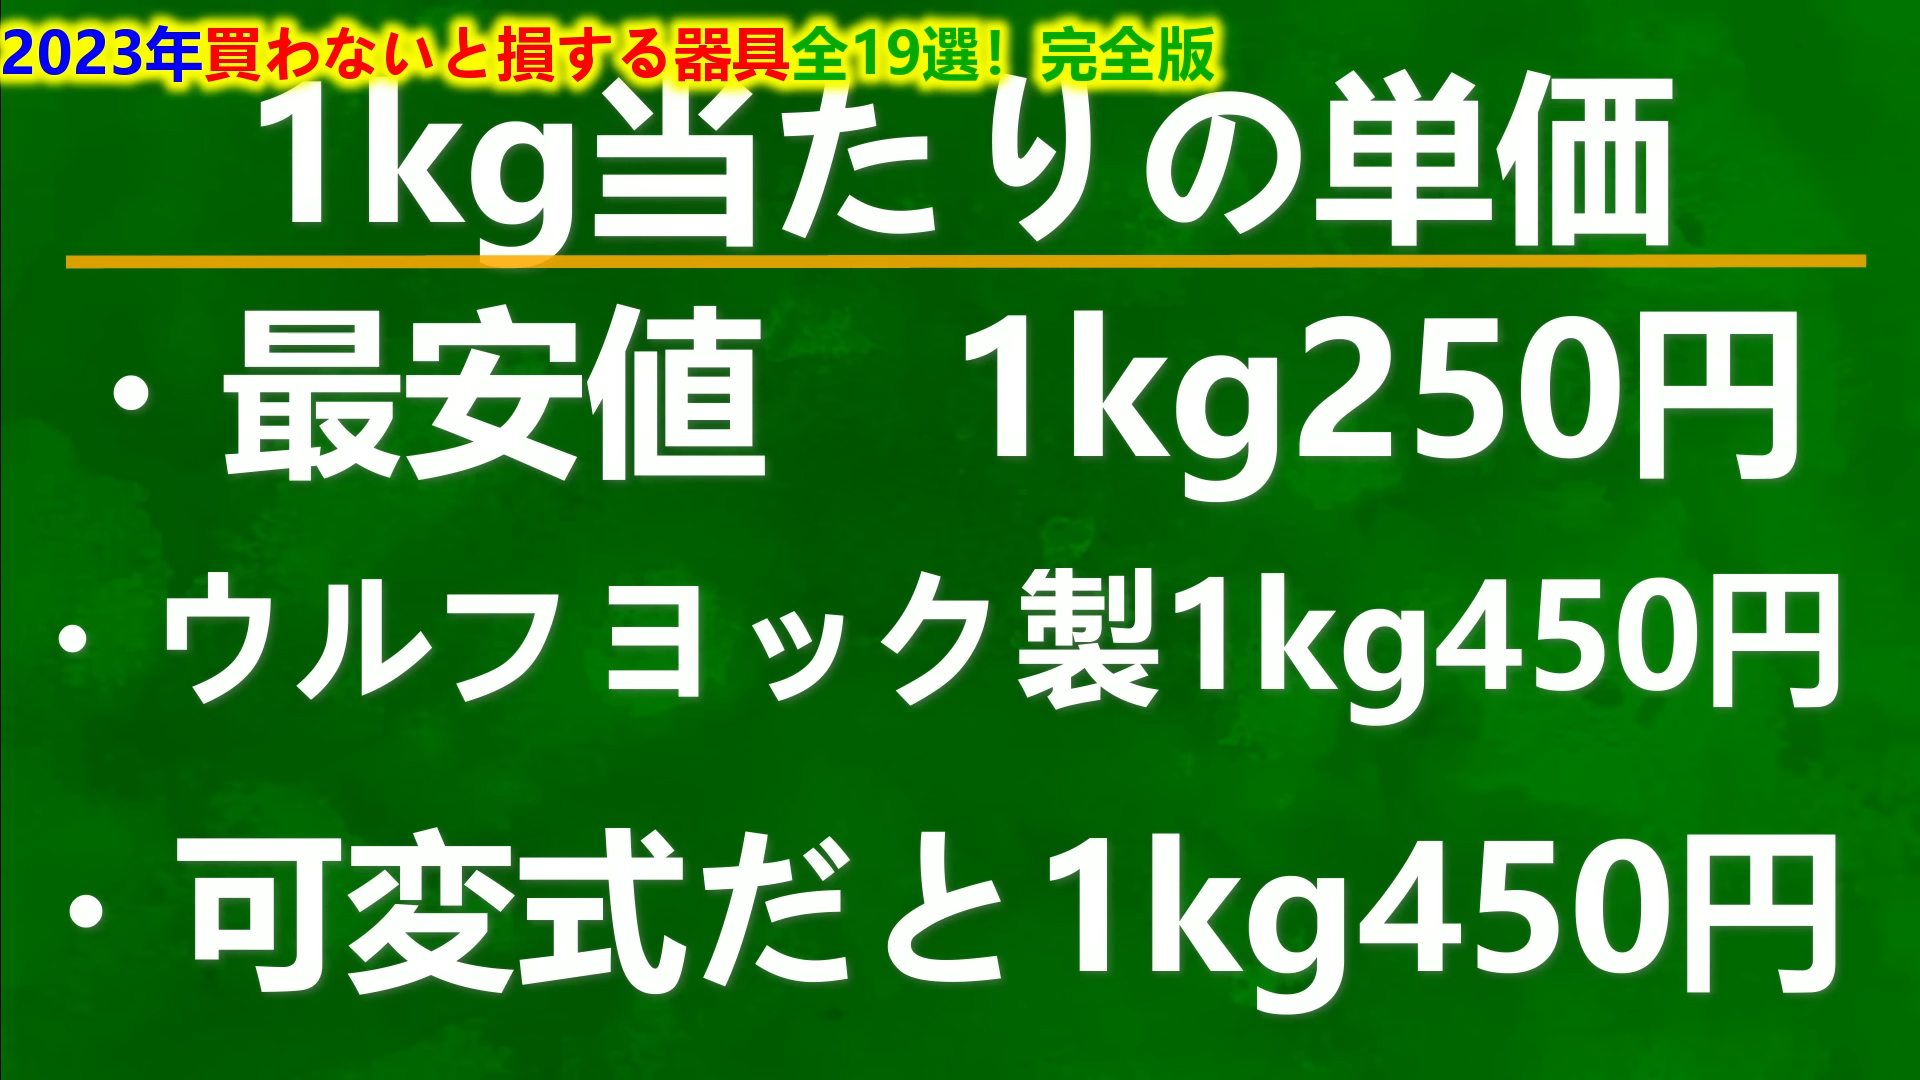 2023年買わないと損する器具全19選！完全版
1kg当たりの単価
・最安値　1kg250円
・ウルフヨック製1kg450円
・可変式だと1kg450円